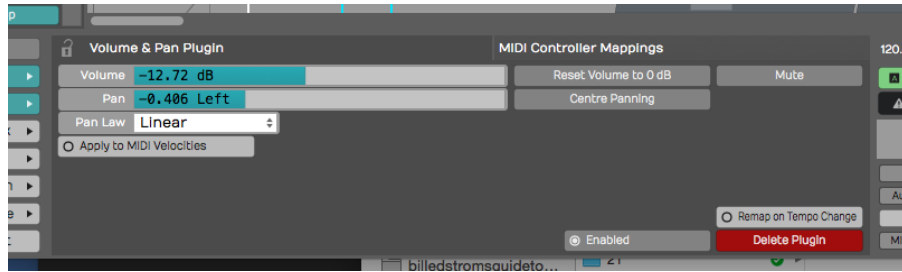 p
Volume & Pan Plugin
MIDI Controller Mappings
120.
Volume -12.72 dB
Reset Volume to 0 dB
Mute
Pan -0.406 Left
Centre Panning
Pan Law Linear
Apply to MIDI Velocities
Remap on Tempo Change
Enabled
Delete Plugin
billedstromsguideto...
21